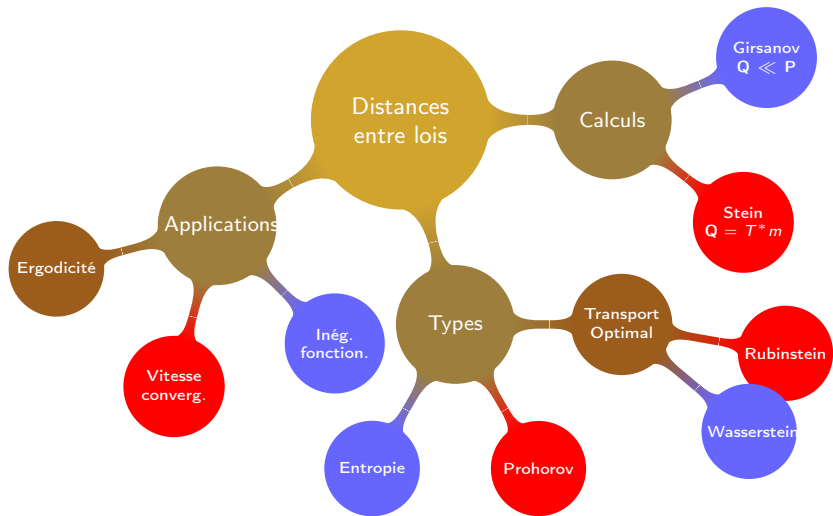 Distances
entre lois
Calculs
Girsanov
Q ≪ P
Stein
Q = T* m
Applications
Ergodicité
Vitesse
converg.
Inég.
fonction.
Types
Transport
Optimal
Rubinstein
Wasserstein
Entropie
Prohorov